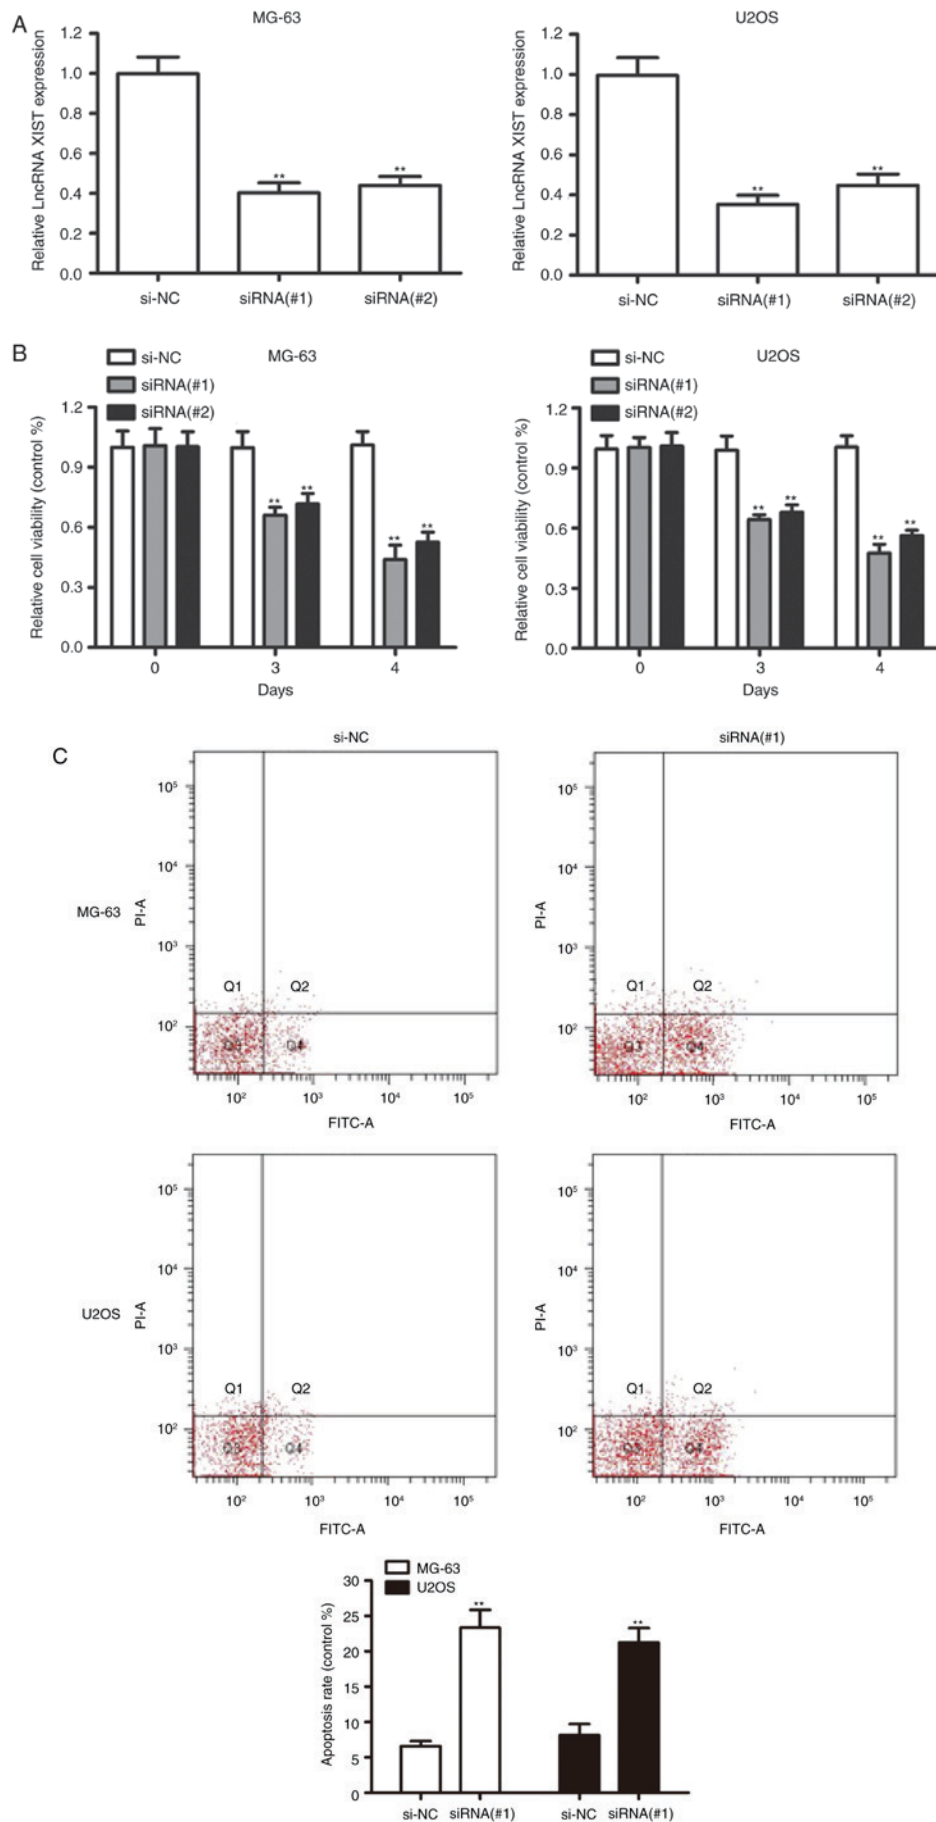 A
MG-63
U2OS
Relative LncRNA XIST expression
1.2
1.0
0.8
0.6
0.4
0.2
0.0
**
**
si-NC
siRNA(#1)
siRNA(#2)
Relative LncRNA XIST expression
1.2
1.0
0.8
0.6
0.4
0.2
0.0
**
**
si-NC
siRNA(#1)
siRNA(#2)
B
si-NC
siRNA(#1)
siRNA(#2)
MG-63
Relative cell viability (control %)
1.2
0.9
0.6
0.3
0.0
**
**
**
**
0
3
4
Days
si-NC
siRNA(#1)
siRNA(#2)
U2OS
Relative cell viability (control %)
1.2
0.9
0.6
0.3
0.0
**
**
**
**
0
3
4
Days
C
si-NC
siRNA(#1)
MG-63
PI-A
10⁵
10⁴
10³
10²
Q1
Q2
Q3
Q4
10²
10³
10⁴
10⁵
FITC-A
PI-A
10⁵
10⁴
10³
10²
Q1
Q2
Q3
Q4
10²
10³
10⁴
10⁵
FITC-A
U2OS
PI-A
10⁵
10⁴
10³
10²
Q1
Q2
Q3
Q4
10²
10³
10⁴
10⁵
FITC-A
PI-A
10⁵
10⁴
10³
10²
Q1
Q2
Q3
Q4
10²
10³
10⁴
10⁵
FITC-A
MG-63
U2OS
Apoptosis rate (control %)
30
25
20
15
10
5
0
**
**
si-NC
siRNA(#1)
si-NC
siRNA(#1)